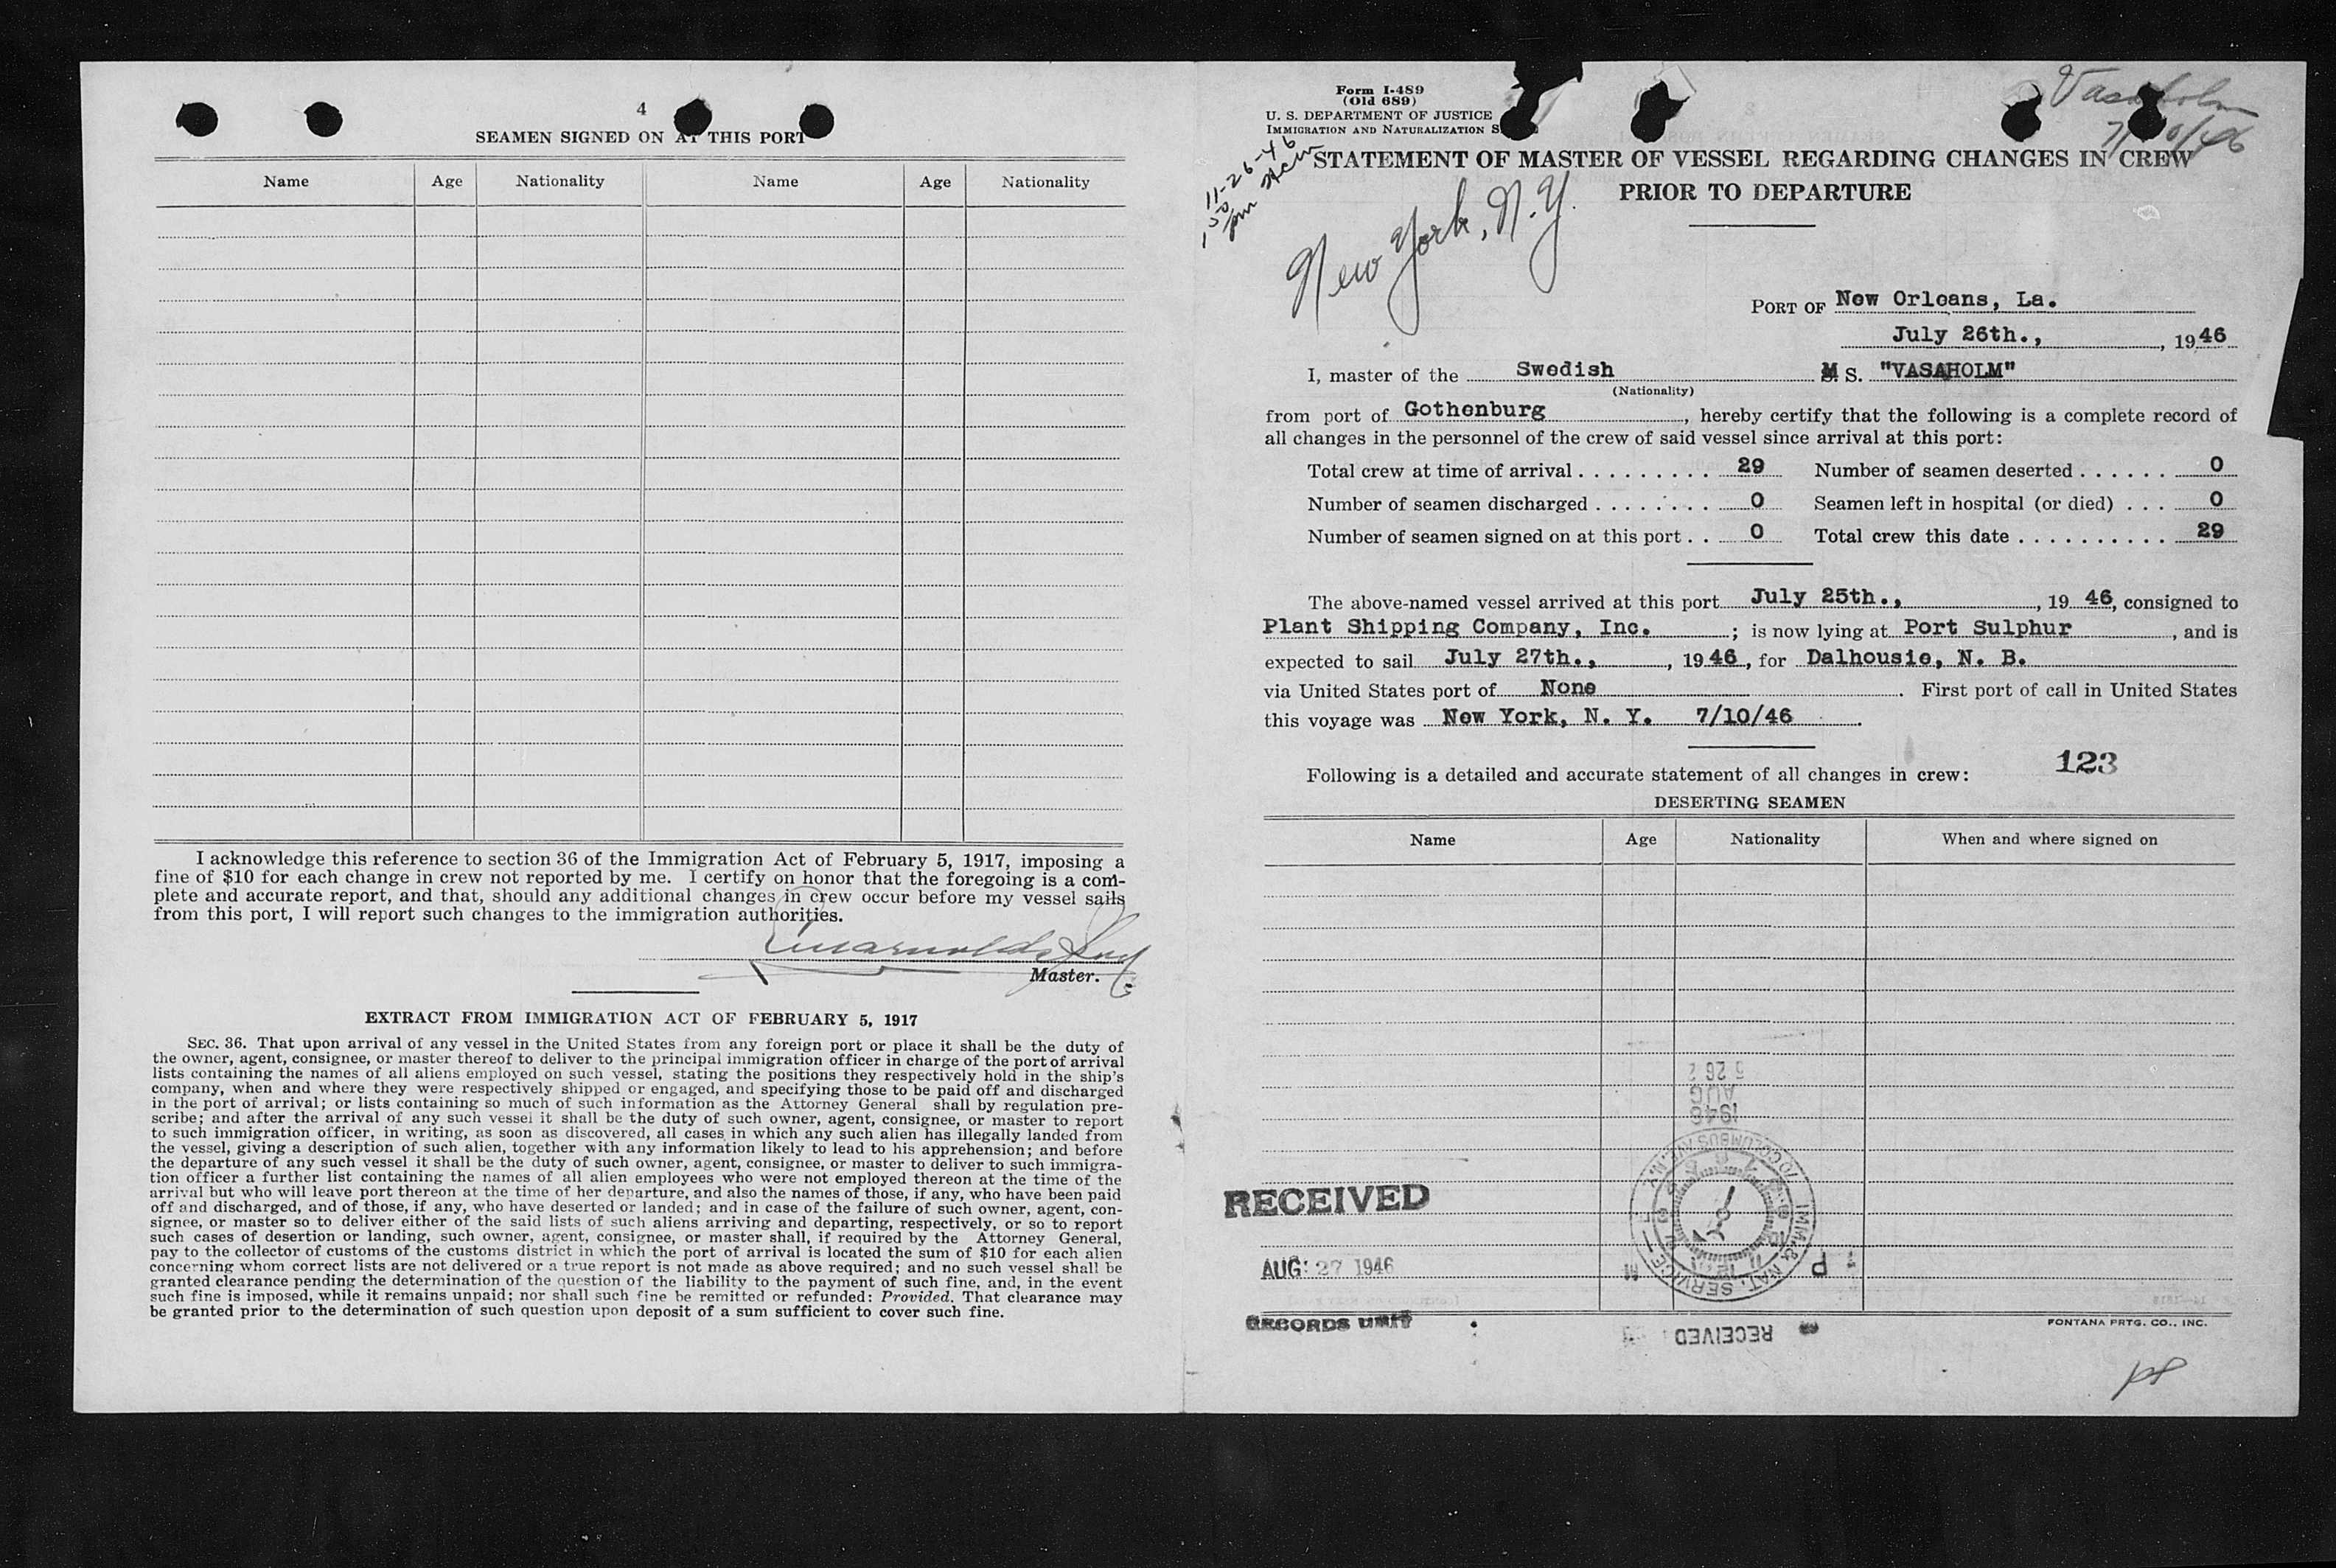 4
SEAMEN SIGNED ON AT THIS PORT
Name Age Nationality Name Age Nationality
I acknowledge this reference to section 36 of the Immigration Act of February 5, 1917, imposing a
fine of $10 for each change in crew not reported by me. I certify on honor that the foregoing is a com-
plete and accurate report, and that, should any additional changes in crew occur before my vessel sails
from this port, I will report such changes to the immigration authorities.
Master.
EXTRACT FROM IMMIGRATION ACT OF FEBRUARY 5, 1917
SEC. 36. That upon arrival of any vessel in the United States from any foreign port or place it shall be the duty of
the owner, agent, consignee, or master thereof to deliver to the principal immigration officer in charge of the port of arrival
lists containing the names of all aliens employed on such vessel, stating the positions they respectively hold in the ship's
company, when and where they were respectively shipped or engaged, and specifying those to be paid off and discharged
in the port of arrival; or lists containing so much of such information as the Attorney General shall by regulation pre-
scribe; and after the arrival of any such vessel it shall be the duty of such owner, agent, consignee, or master to report
to such immigration officer, in writing, as soon as discovered, all cases in which any such alien has illegally landed from
the vessel, giving a description of such alien, together with any information likely to lead to his apprehension; and before
the departure of any such vessel it shall be the duty of such owner, agent, consignee, or master to deliver to such immigra-
tion officer a further list containing the names of all alien employees who were not employed thereon at the time of the
arrival but who will leave port thereon at the time of her departure, and also the names of those, if any, who have been paid
off and discharged, and of those, if any, who have deserted or landed; and in case of the failure of such owner, agent, con-
signee, or master so to deliver either of the said lists of such aliens arriving and departing, respectively, or so to report
such cases of desertion or landing, such owner, agent, consignee, or master shall, if required by the Attorney General,
pay to the collector of customs of the customs district in which the port of arrival is located the sum of $10 for each alien
concerning whom correct lists are not delivered or a true report is not made as above required; and no such vessel shall be
granted clearance pending the determination of the question of the liability to the payment of such fine, and, in the event
such fine is imposed, while it remains unpaid; nor shall such fine be remitted or refunded: Provided. That clearance may
be granted prior to the determination of such question upon deposit of a sum sufficient to cover such fine.
Form I-489
(Old 689)
U. S. DEPARTMENT OF JUSTICE
IMMIGRATION AND NATURALIZATION
Vasaholm
11-26-46
STATEMENT OF MASTER OF VESSEL REGARDING CHANGES IN CREW
PRIOR TO DEPARTURE
New York, N.Y.
PORT OF New Orleans, La.
July 26th., , 1946
I, master of the Swedish M S. "VASAHOLM"
(Nationality)
from port of Gothenburg , hereby certify that the following is a complete record of
all changes in the personnel of the crew of said vessel since arrival at this port:
Total crew at time of arrival . . . . . . . . . 29 Number of seamen deserted . . . . . . 0
Number of seamen discharged . . . . . . . . 0 Seamen left in hospital (or died) . . . 0
Number of seamen signed on at this port . . 0 Total crew this date . . . . . . . . . . 29
The above-named vessel arrived at this port July 25th., , 19 46, consigned to
Plant Shipping Company, Inc. ; is now lying at Port Sulphur , and is
expected to sail July 27th., , 19 46, for Dalhousie, N. B.
via United States port of None . First port of call in United States
this voyage was New York, N. Y. 7/10/46 .
123
Following is a detailed and accurate statement of all changes in crew:
DESERTING SEAMEN
Name Age Nationality When and where signed on
5 26 2
AUG
1946
70 COLUMBUS AVE. N.Y.
IMM. & NAT. SERVICE
RECEIVED
AUG 27 1946
RECORDS UNIT
RECEIVED
FONTANA PRTG. CO., INC.